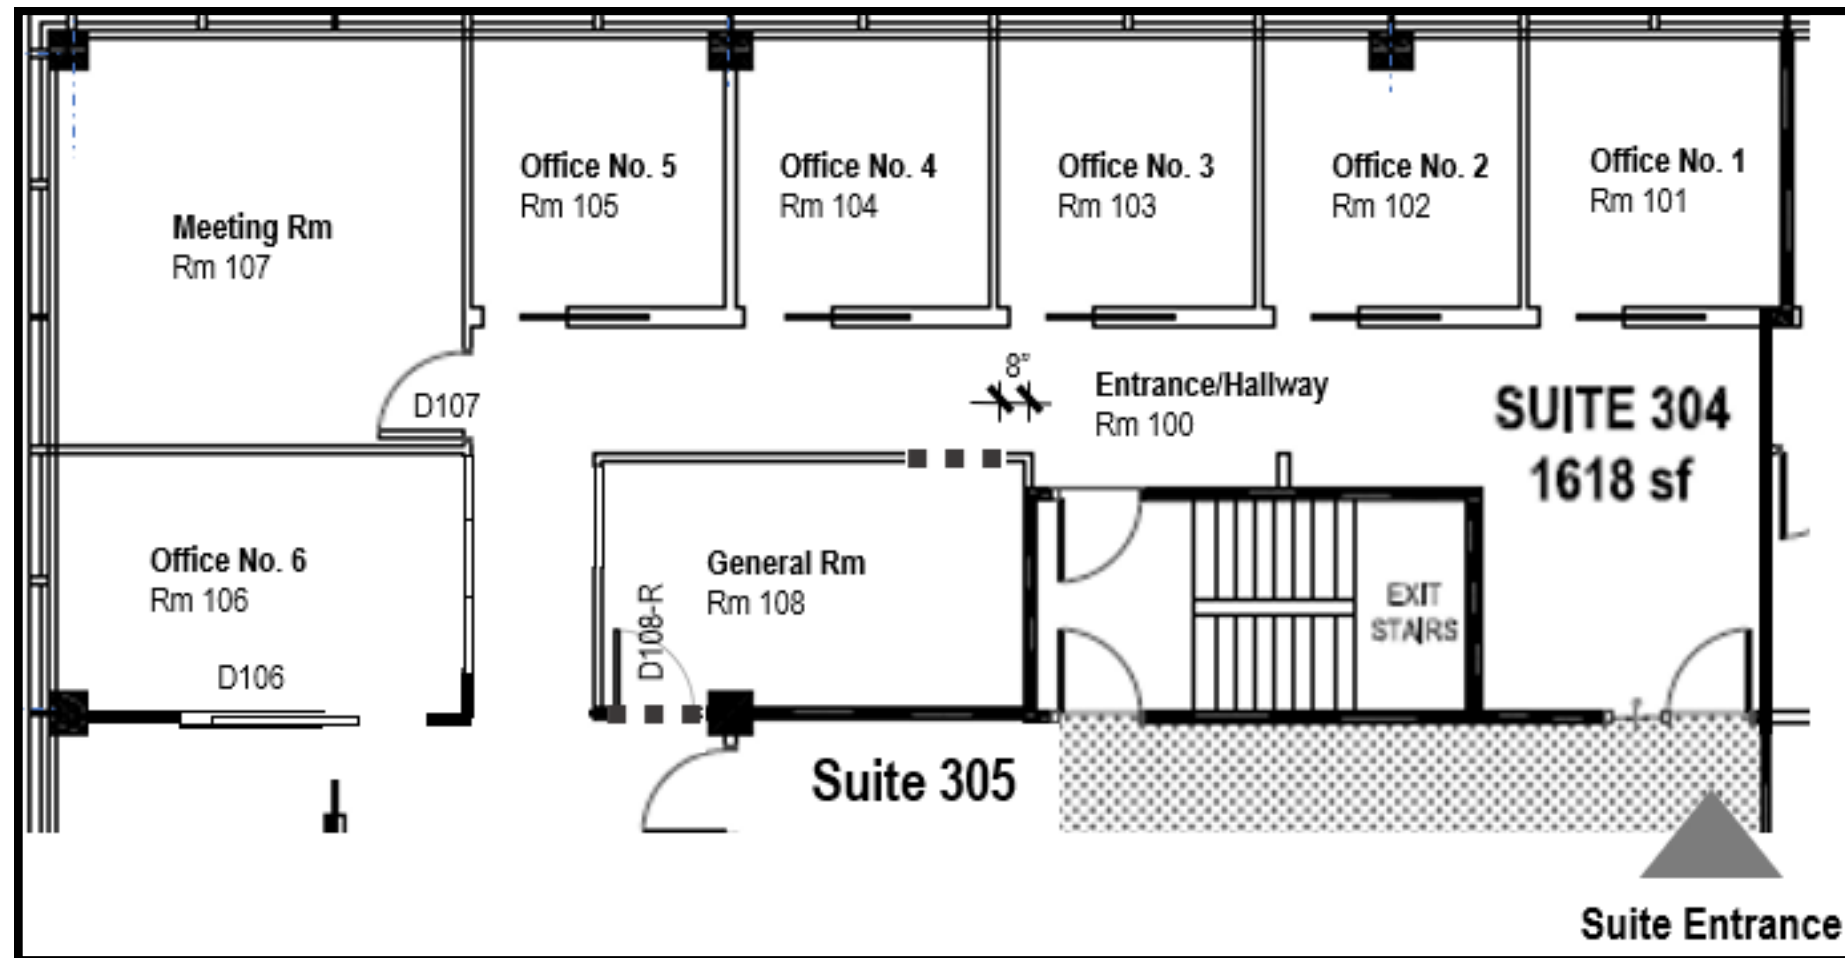 Office No. 5
Rm 105
Office No. 4
Rm 104
Office No. 3
Rm 103
Office No. 2
Rm 102
Office No. 1
Rm 101
Meeting Rm
Rm 107
8"
Entrance/Hallway
Rm 100
SUITE 304
1618 sf
D107
Office No. 6
Rm 106
D106
General Rm
Rm 108
D108-R
EXIT
STAIRS
Suite 305
Suite Entrance